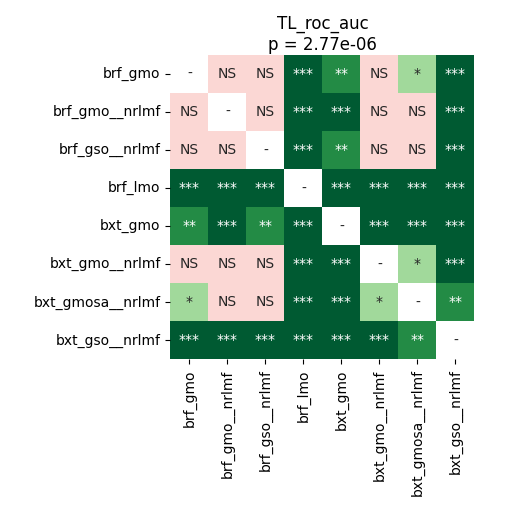 TL_roc_auc
p = 2.77e-06
brf_gmo - NS NS *** ** NS * ***
brf_gmo__nrlmf NS - NS *** *** NS NS ***
brf_gso__nrlmf NS NS - *** ** NS NS ***
brf_lmo *** *** *** - *** *** *** ***
bxt_gmo ** *** ** *** - *** *** ***
bxt_gmo__nrlmf NS NS NS *** *** - * ***
bxt_gmosa__nrlmf * NS NS *** *** * - **
bxt_gso__nrlmf *** *** *** *** *** *** ** -
brf_gmo brf_gmo__nrlmf brf_gso__nrlmf brf_lmo bxt_gmo bxt_gmo__nrlmf bxt_gmosa__nrlmf bxt_gso__nrlmf